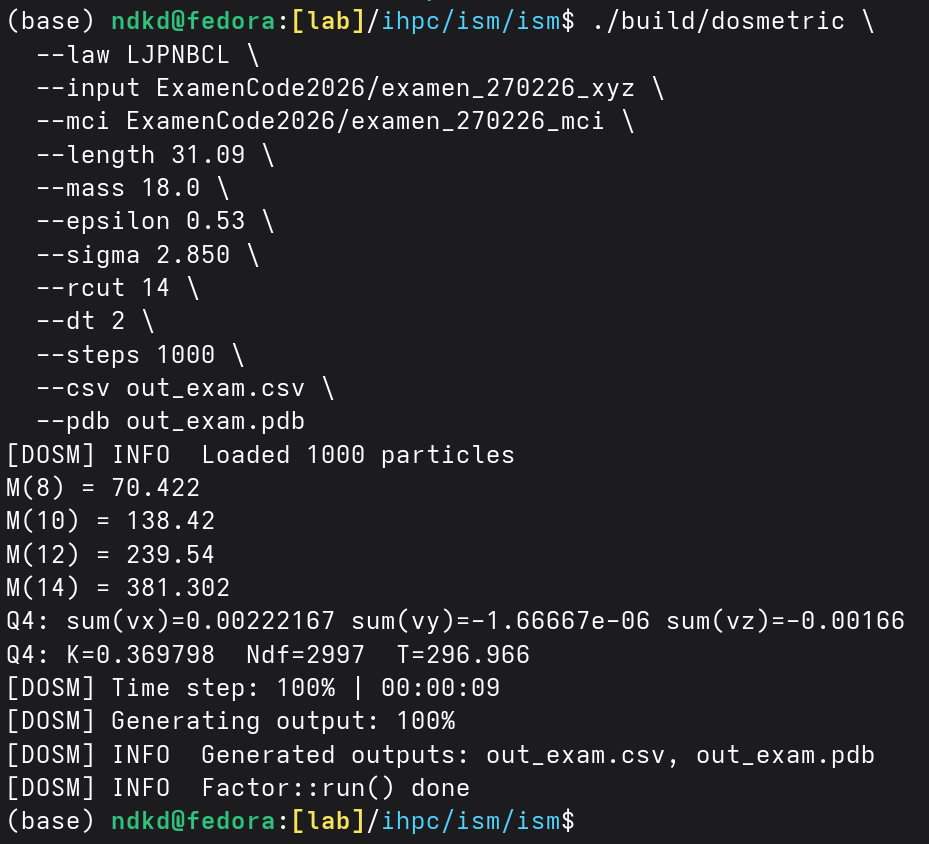 (base) ndkd@fedora:[lab]/ihpc/ism/ism$ ./build/dosmetric \
  --law LJPNBCL \
  --input ExamenCode2026/examen_270226_xyz \
  --mci ExamenCode2026/examen_270226_mci \
  --length 31.09 \
  --mass 18.0 \
  --epsilon 0.53 \
  --sigma 2.850 \
  --rcut 14 \
  --dt 2 \
  --steps 1000 \
  --csv out_exam.csv \
  --pdb out_exam.pdb
[DOSM] INFO  Loaded 1000 particles
M(8) = 70.422
M(10) = 138.42
M(12) = 239.54
M(14) = 381.302
Q4: sum(vx)=0.00222167 sum(vy)=-1.66667e-06 sum(vz)=-0.00166
Q4: K=0.369798  Ndf=2997  T=296.966
[DOSM] Time step: 100% | 00:00:09
[DOSM] Generating output: 100%
[DOSM] INFO  Generated outputs: out_exam.csv, out_exam.pdb
[DOSM] INFO  Factor::run() done
(base) ndkd@fedora:[lab]/ihpc/ism/ism$